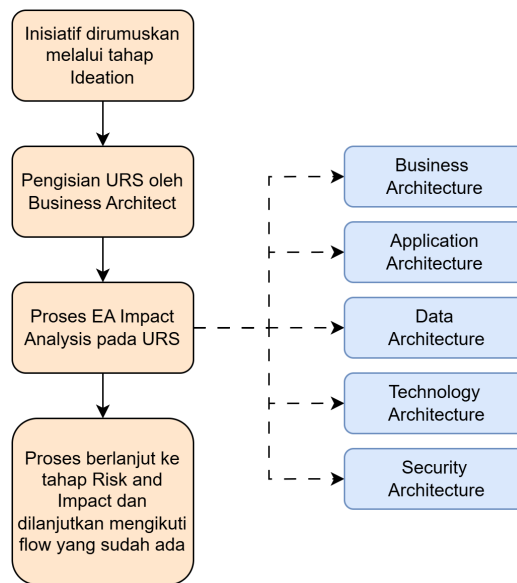 Inisiatif dirumuskan
melalui tahap
Ideation
Pengisian URS oleh
Business Architect
Proses EA Impact
Analysis pada URS
Proses berlanjut ke
tahap Risk and
Impact dan
dilanjutkan mengikuti
flow yang sudah ada
Business
Architecture
Application
Architecture
Data
Architecture
Technology
Architecture
Security
Architecture